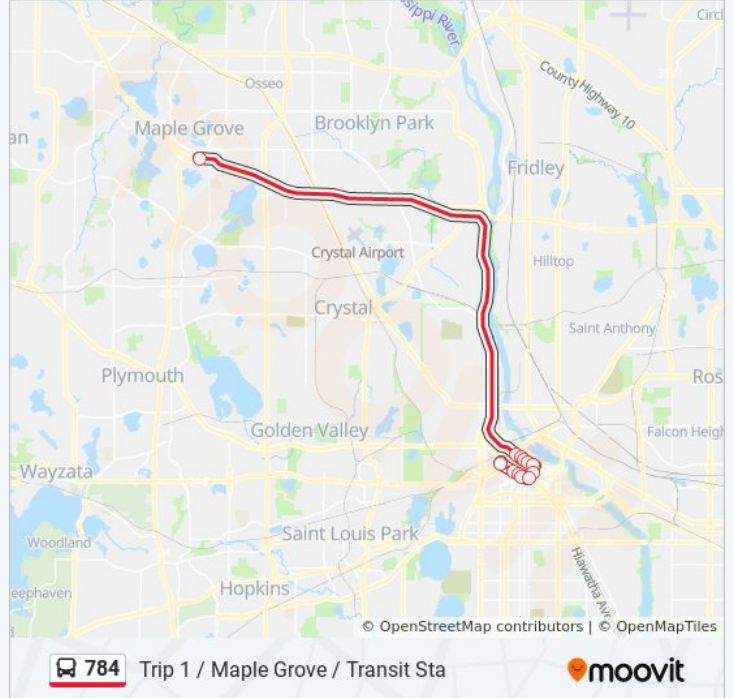 ssippi River
Circl
County Highway 10
Osseo
an
Maple Grove
Brooklyn Park
Fridley
Crystal Airport
Hilltop
Crystal
Saint Anthony
Plymouth
Ros
Golden Valley
Falcon Heigh
Wayzata
Saint Louis Park
Woodland
Hiawatha Ave
Hopkins
eephaven
© OpenStreetMap contributors | © OpenMapTiles
784 Trip 1 / Maple Grove / Transit Sta
moovit